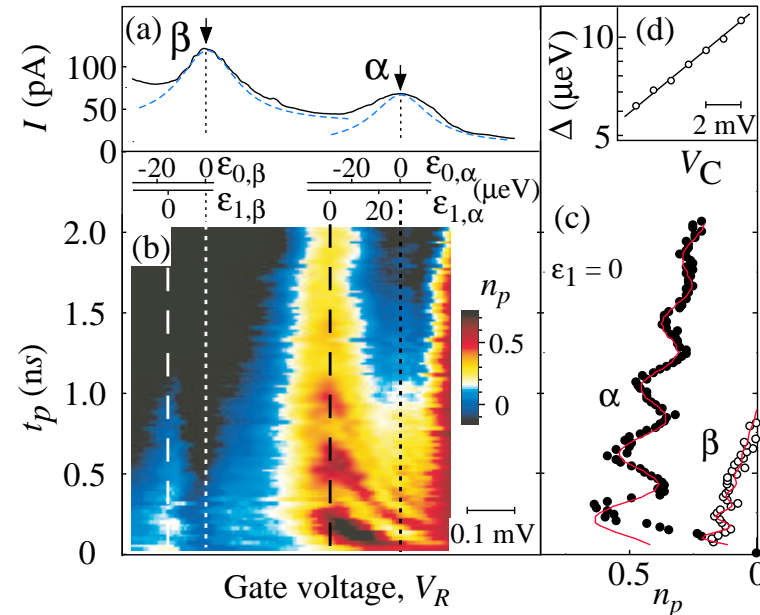 (a)
β
α
I (pA)
100
50
0
-20 0 ε0,β
-20 0 ε0,α
(μeV)
0 ε1,β
0 20 ε1,α
(b)
2.0
1.5
1.0
0.5
0
tp (ns)
np
0.5
0
0.1 mV
Gate voltage, VR
(d)
10
5
Δ (μeV)
2 mV
VC
(c)
ε1 = 0
α
β
0.5
0
np